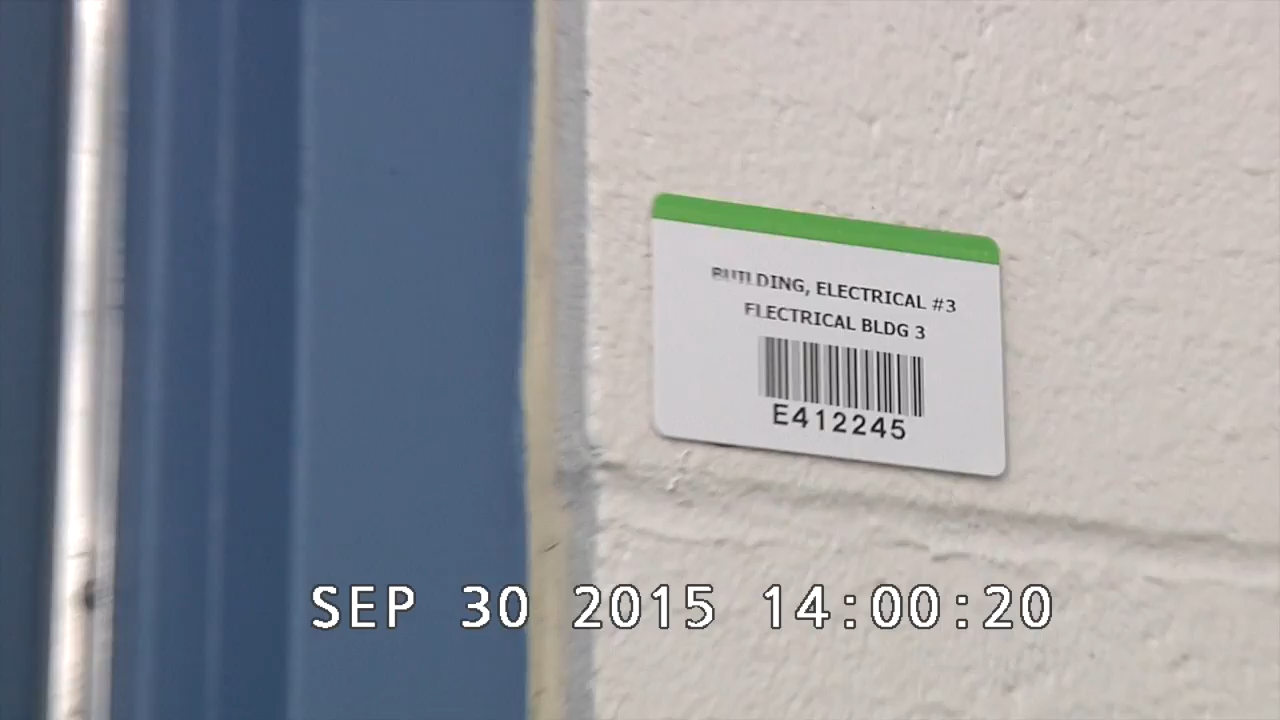 BUILDING, ELECTRICAL #3
ELECTRICAL BLDG 3
E412245
SEP 30 2015 14:00:20